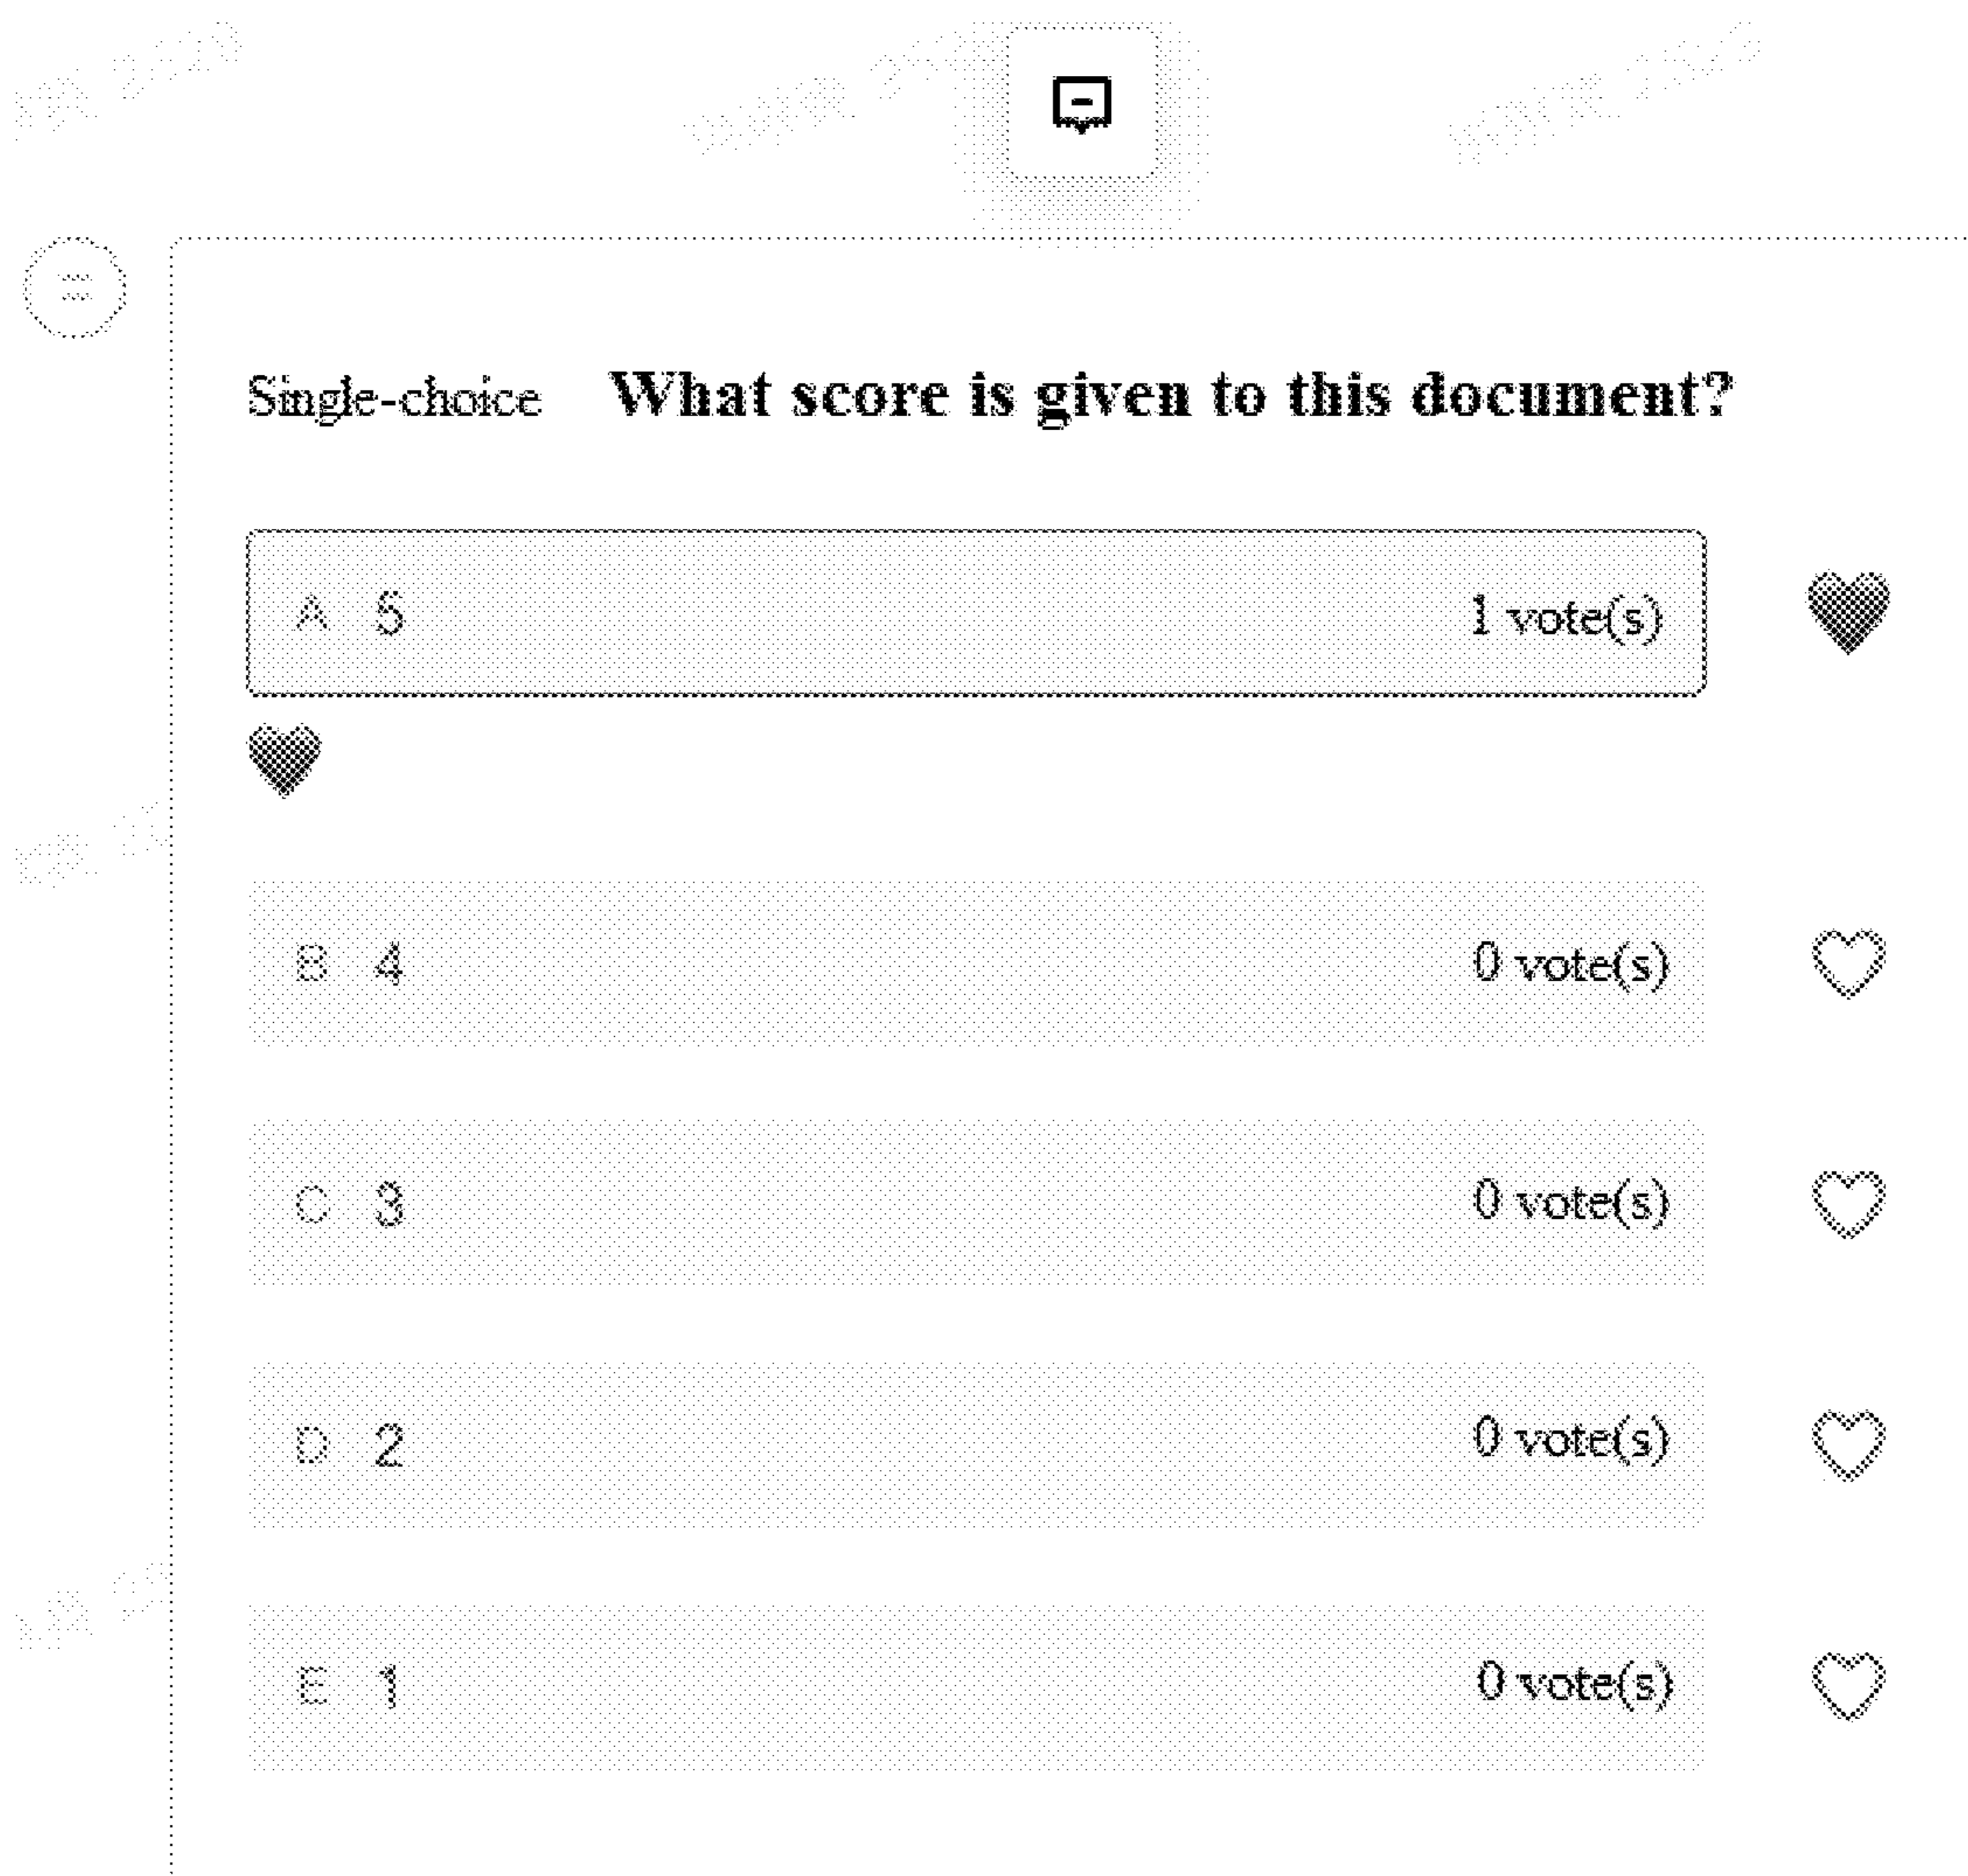 Single-choice What score is given to this document?
A 5 1 vote(s)
B 4 0 vote(s)
C 3 0 vote(s)
D 2 0 vote(s)
E 1 0 vote(s)